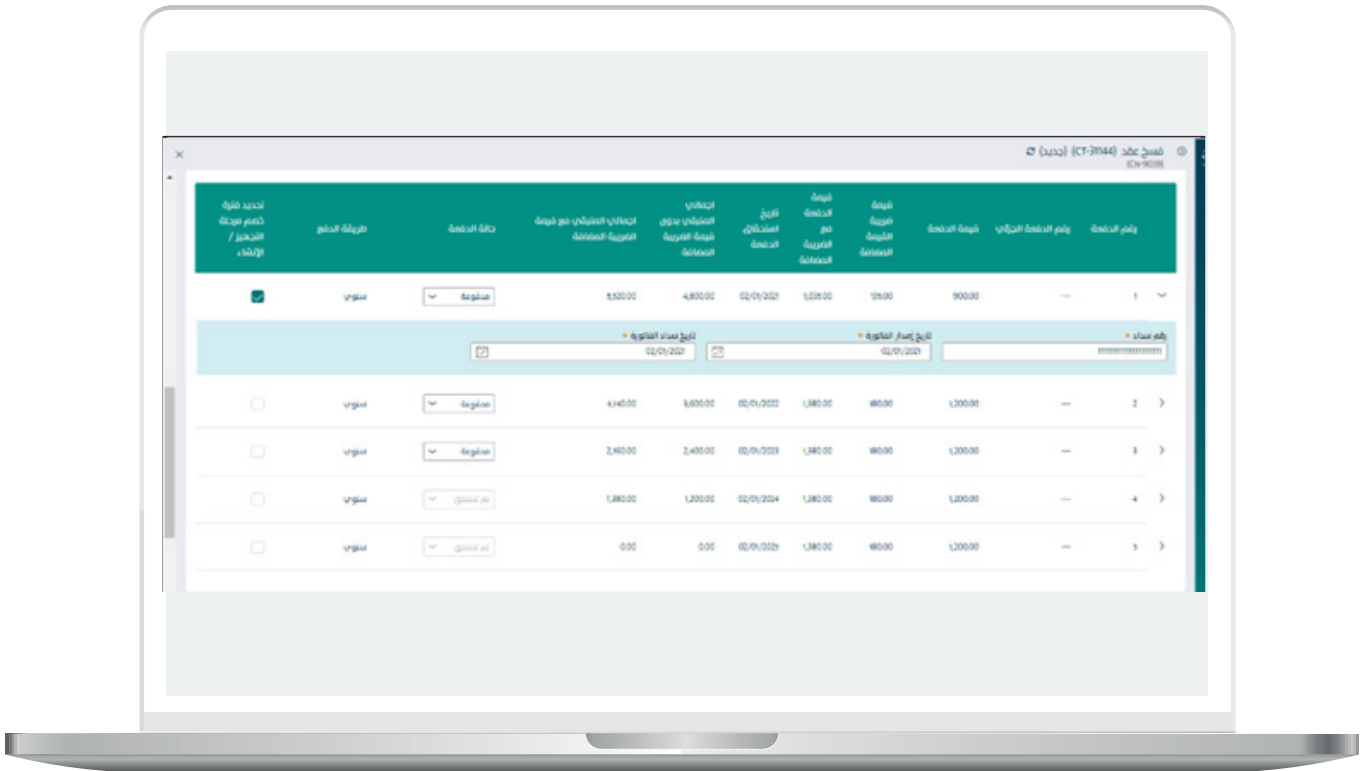 فسخ عقد (CT-31144) (جديد)
رقم الدفعة
رقم الدفعة الجزئي
قيمة الدفعة
قيمة ضريبة القيمة المضافة
قيمة الدفعة مع الضريبة المضافة
تاريخ استحقاق الدفعة
اجمالي المتبقي بدون قيمة الضريبة المضافة
اجمالي المتبقي مع قيمة الضريبة المضافة
حالة الدفعة
طريقة الدفع
تحديد فترة خصم مرحلة التجهيز / الإنشاء
1 — 900.00 135.00 1,035.00 02/01/2021 4,800.00 5,520.00 مدفوعة سنوي
رقم سداد * تاريخ إصدار الفاتورة * تاريخ سداد الفاتورة *
02/01/2021 02/01/2021
2 — 1,200.00 180.00 1,380.00 02/01/2022 3,600.00 4,140.00 مدفوعة سنوي
3 — 1,200.00 180.00 1,380.00 02/01/2023 2,400.00 مدفوعة سنوي
4 — 1,200.00 180.00 1,380.00 02/01/2024 1,200.00 1,380.00 لم تستحق سنوي
5 — 1,200.00 180.00 1,380.00 02/01/2025 0.00 0.00 لم تستحق سنوي